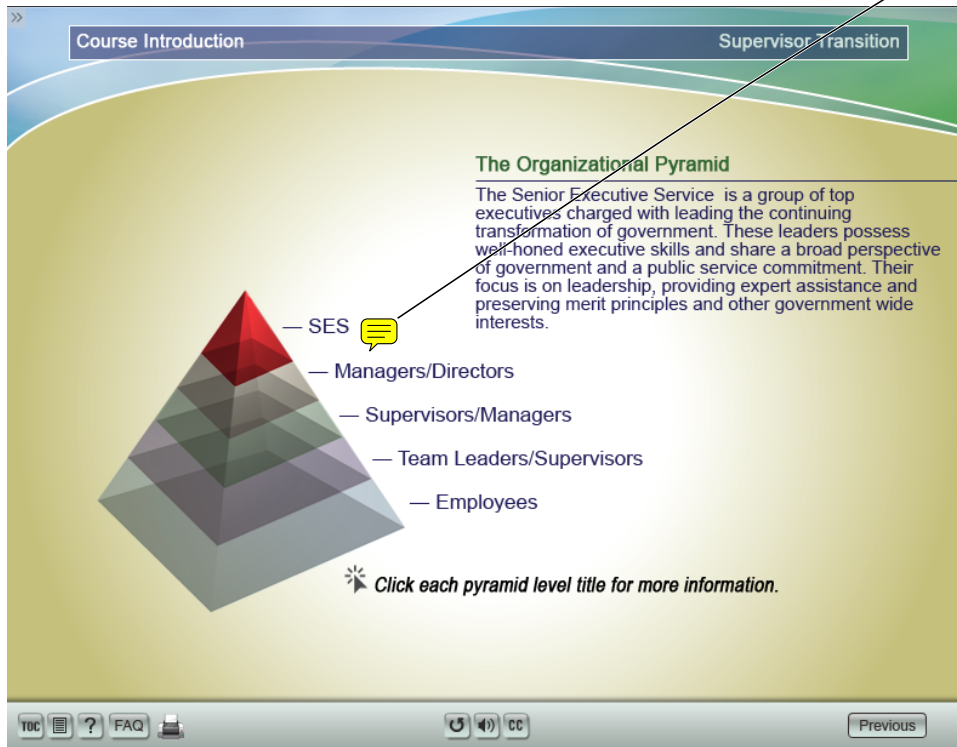 »
Course Introduction
Supervisor Transition
The Organizational Pyramid
The Senior Executive Service is a group of top
executives charged with leading the continuing
transformation of government. These leaders possess
well-honed executive skills and share a broad perspective
of government and a public service commitment. Their
focus is on leadership, providing expert assistance and
preserving merit principles and other government wide
interests.
— SES
— Managers/Directors
— Supervisors/Managers
— Team Leaders/Supervisors
— Employees
Click each pyramid level title for more information.
TOC ? FAQ CC Previous